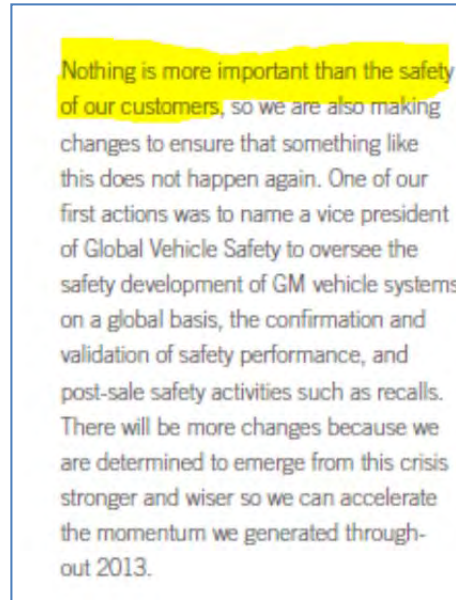 Nothing is more important than the safety
of our customers, so we are also making
changes to ensure that something like
this does not happen again. One of our
first actions was to name a vice president
of Global Vehicle Safety to oversee the
safety development of GM vehicle systems
on a global basis, the confirmation and
validation of safety performance, and
post-sale safety activities such as recalls.
There will be more changes because we
are determined to emerge from this crisis
stronger and wiser so we can accelerate
the momentum we generated through-
out 2013.